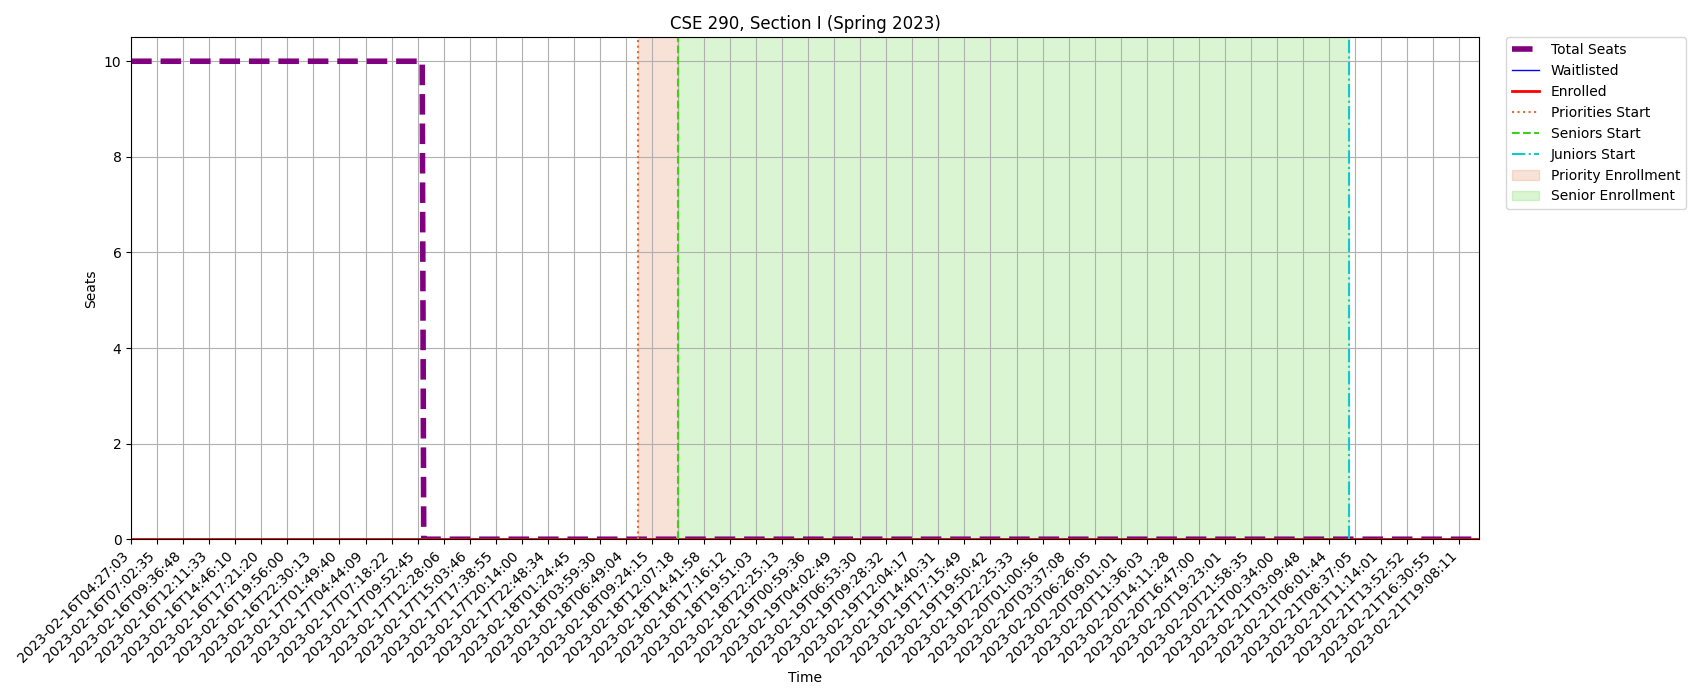 CSE 290, Section I (Spring 2023)
Total Seats
Waitlisted
Enrolled
Priorities Start
Seniors Start
Juniors Start
Priority Enrollment
Senior Enrollment
Seats
10
8
6
4
2
0
2023-02-16T04:27:03
2023-02-16T07:02:35
2023-02-16T09:36:48
2023-02-16T12:11:33
2023-02-16T14:46:10
2023-02-16T17:21:20
2023-02-16T19:56:00
2023-02-16T22:30:13
2023-02-17T01:49:40
2023-02-17T04:44:09
2023-02-17T07:18:22
2023-02-17T09:52:45
2023-02-17T12:28:06
2023-02-17T15:03:46
2023-02-17T17:38:55
2023-02-17T20:14:00
2023-02-17T22:48:34
2023-02-18T01:24:45
2023-02-18T03:59:30
2023-02-18T06:49:04
2023-02-18T09:24:15
2023-02-18T12:07:18
2023-02-18T14:41:58
2023-02-18T17:16:12
2023-02-18T19:51:03
2023-02-18T22:25:13
2023-02-19T00:59:36
2023-02-19T04:02:49
2023-02-19T06:53:30
2023-02-19T09:28:32
2023-02-19T12:04:17
2023-02-19T14:40:31
2023-02-19T17:15:49
2023-02-19T19:50:42
2023-02-19T22:25:33
2023-02-20T01:00:56
2023-02-20T03:37:08
2023-02-20T06:26:05
2023-02-20T09:01:01
2023-02-20T11:36:03
2023-02-20T14:11:28
2023-02-20T16:47:00
2023-02-20T19:23:01
2023-02-20T21:58:35
2023-02-21T00:34:00
2023-02-21T03:09:48
2023-02-21T06:01:44
2023-02-21T08:37:05
2023-02-21T11:14:01
2023-02-21T13:52:52
2023-02-21T16:30:55
2023-02-21T19:08:11
Time